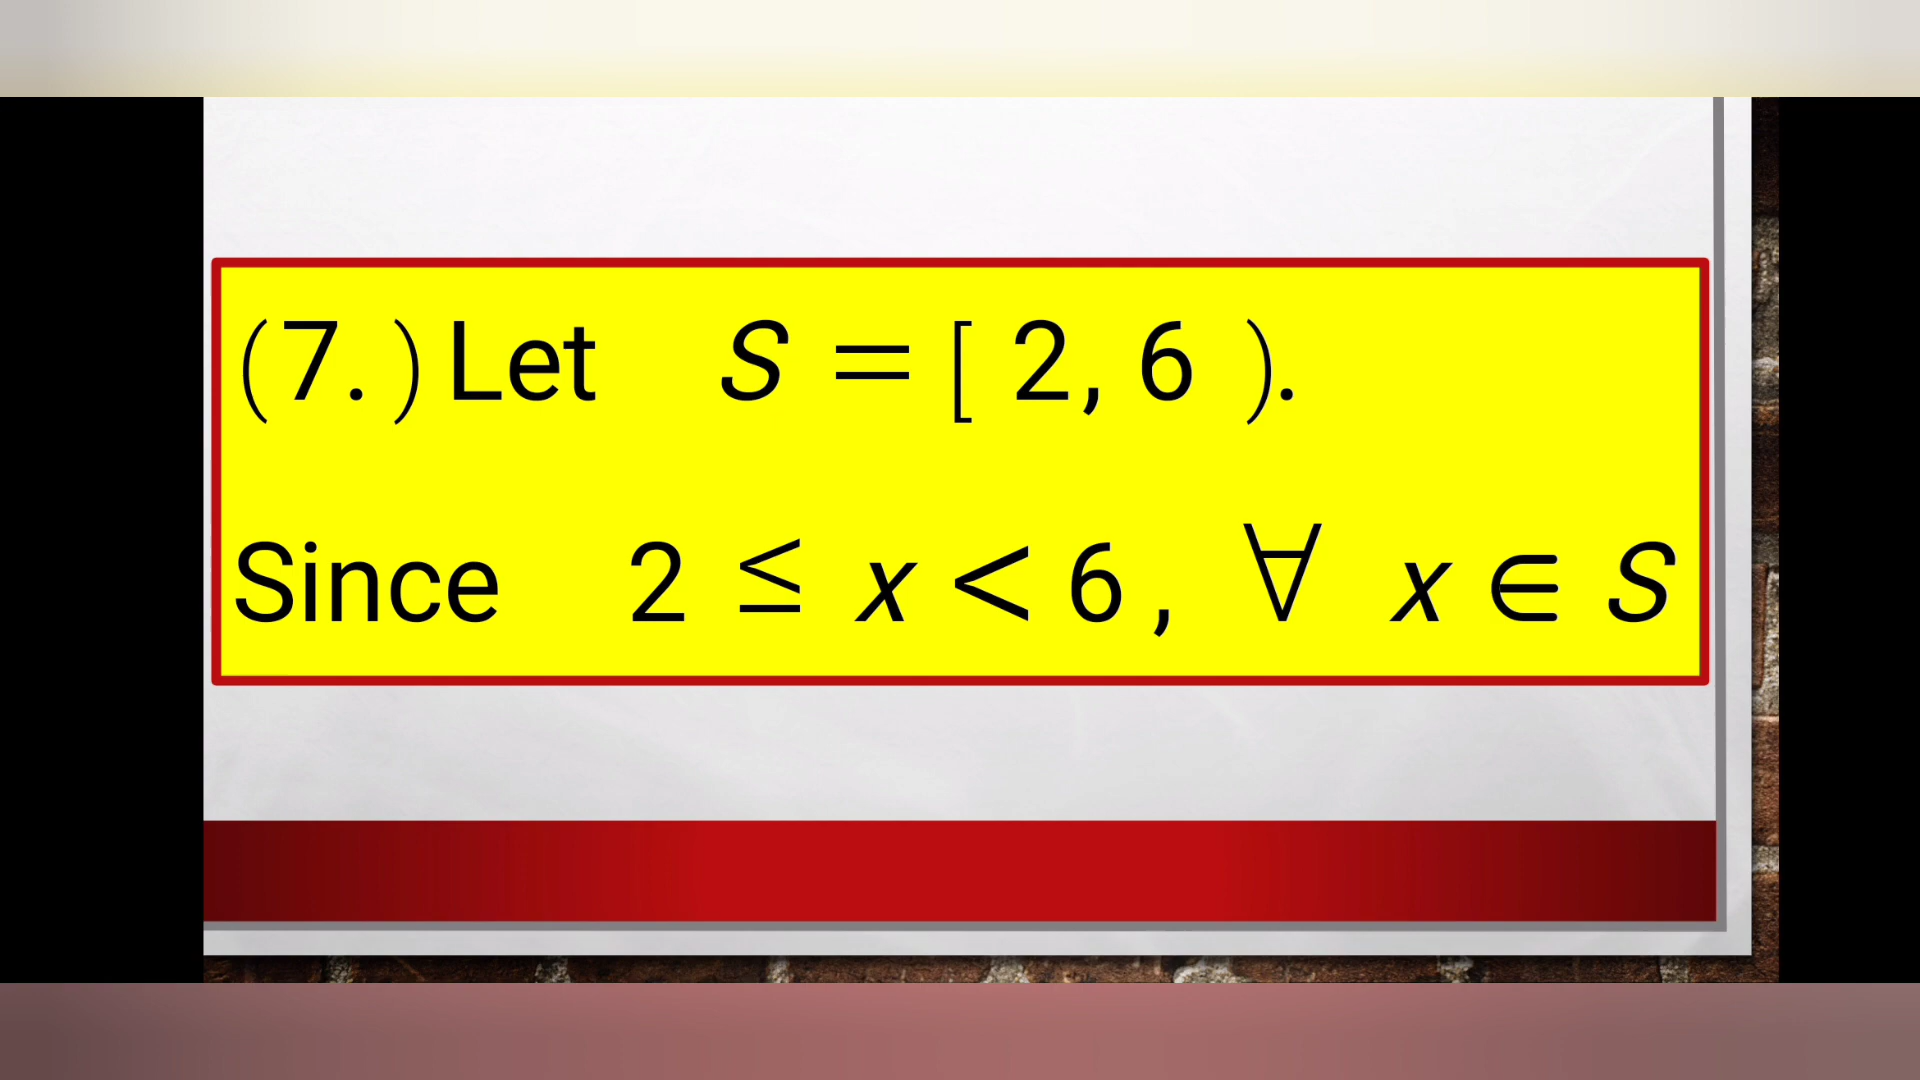 (7.) Let S = [ 2, 6 ).
Since 2 ≤ x < 6 , ∀ x ∈ S